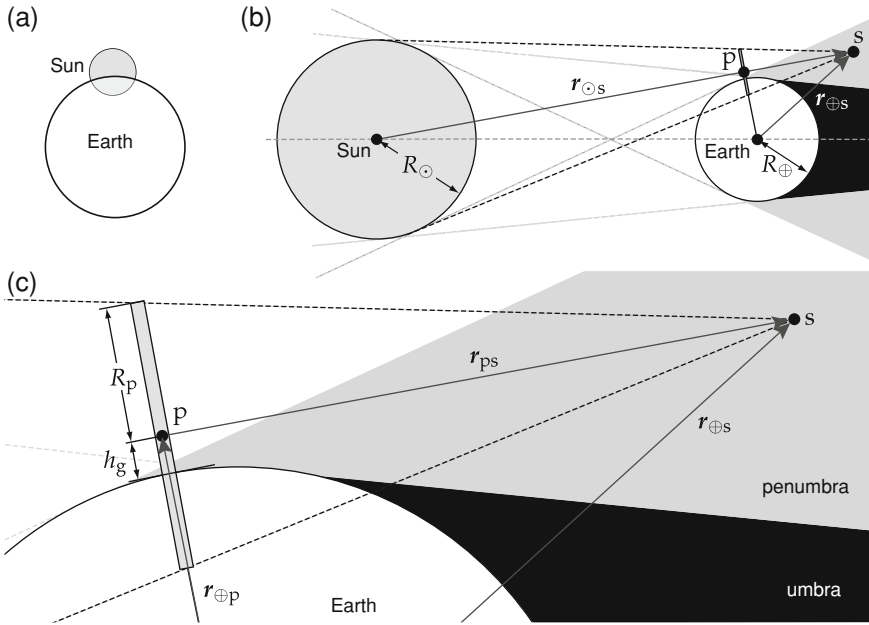 (a)
Sun
Earth
(b)
s
p
r⊙s
r⊕s
Sun
R⊙
Earth
R⊕
(c)
s
Rp
p
rps
hg
r⊕s
penumbra
r⊕p
Earth
umbra